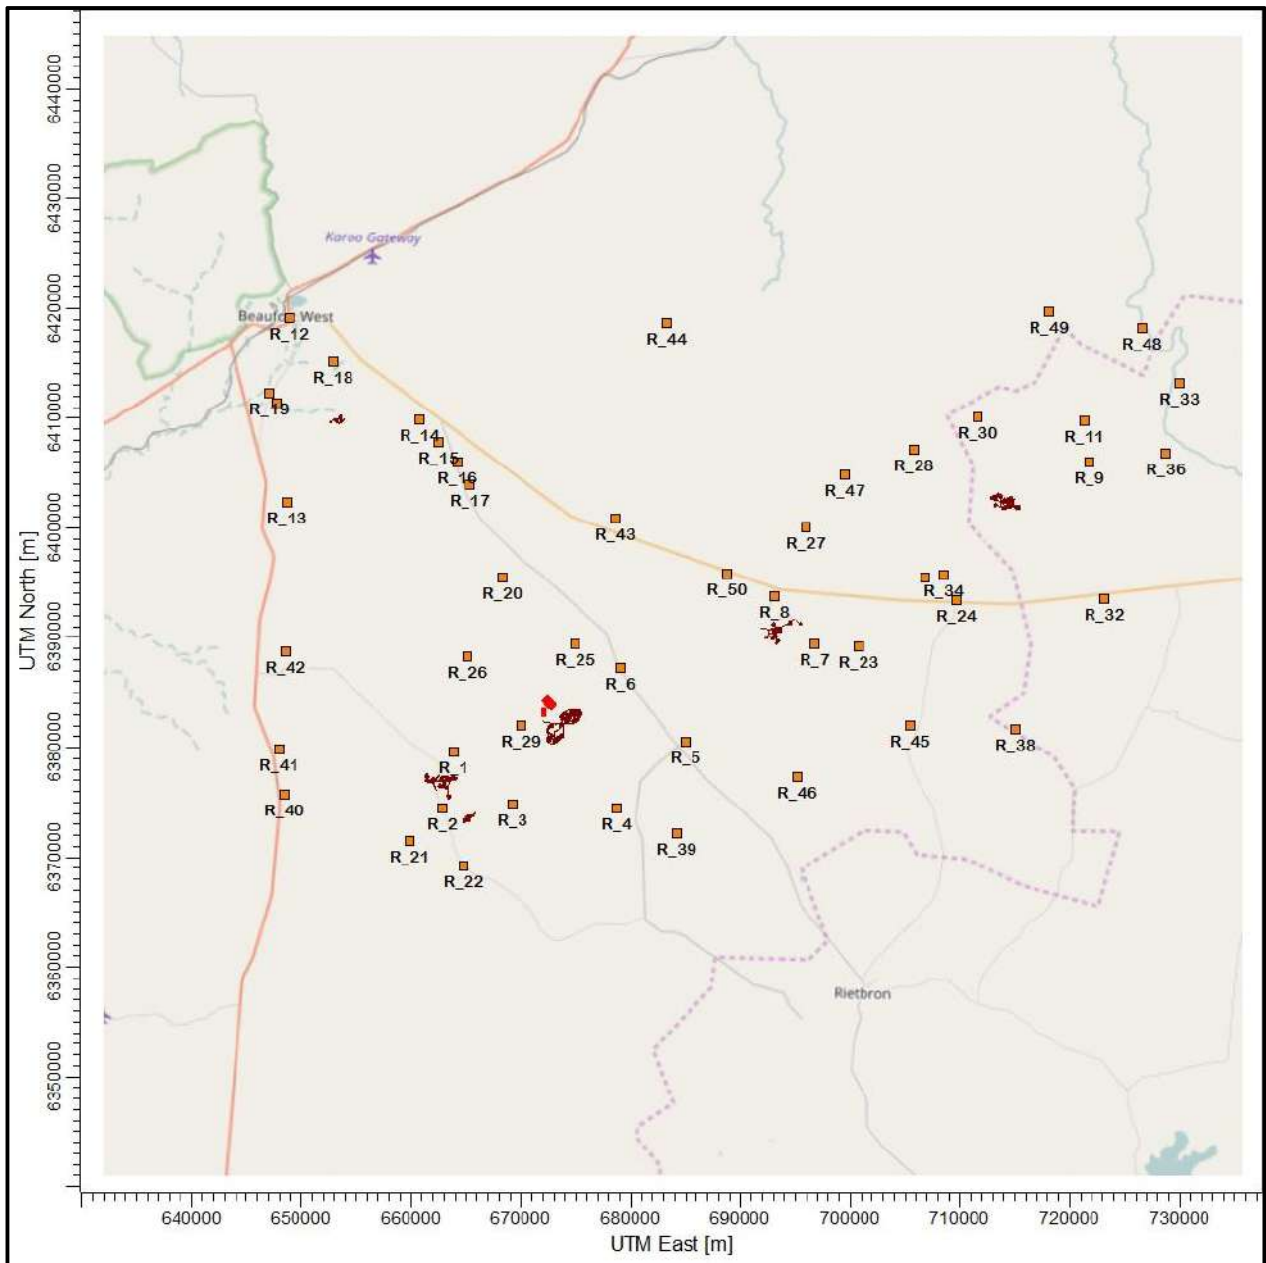 6440000
Karoo Gateway
6430000
6420000
Beaufort West
R_12
R_49
R_48
R_44
R_18
R_33
R_19
6410000
R_14
R_30
R_11
R_15
R_28
R_16
R_9
R_36
R_17
R_47
R_13
6400000
R_43
R_27
UTM North [m]
R_20
R_50
R_34
R_8
R_24
R_32
6390000
R_42
R_26
R_25
R_7
R_23
R_6
R_29
R_1
R_5
R_45
R_38
6380000
R_41
R_40
R_46
R_2
R_3
R_4
R_39
R_21
R_22
6370000
6360000
Rietbron
6350000
640000 650000 660000 670000 680000 690000 700000 710000 720000 730000
UTM East [m]